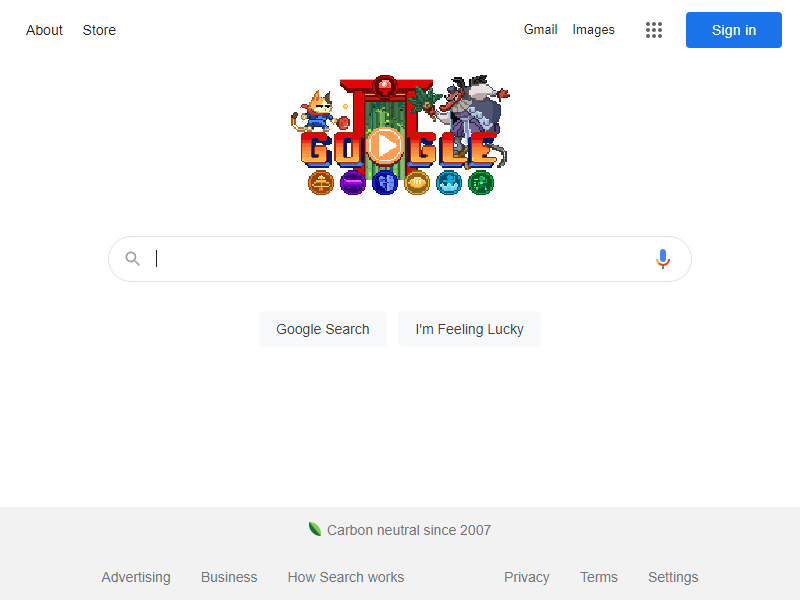 About Store Gmail Images Sign in
GOOGLE
Google Search I'm Feeling Lucky
Carbon neutral since 2007
Advertising Business How Search works Privacy Terms Settings